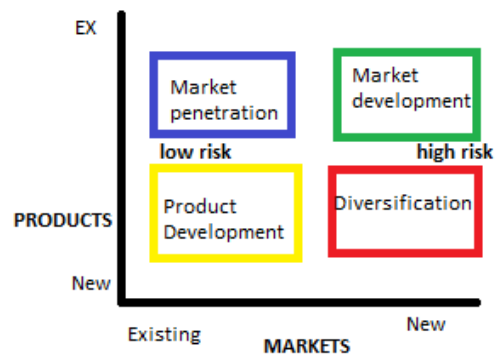 EX
Market
penetration
Market
development
low risk
high risk
Product
Development
Diversification
PRODUCTS
New
Existing
New
MARKETS